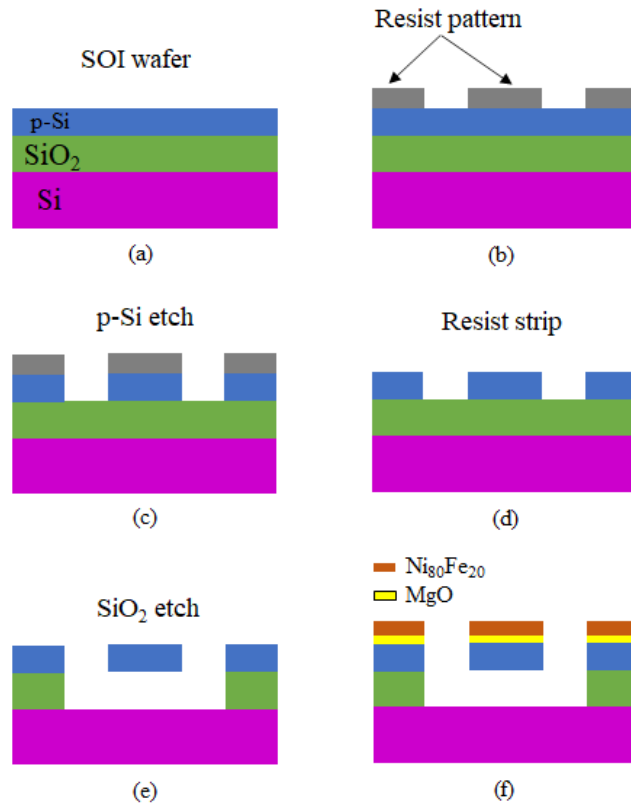 SOI wafer
p-Si
SiO₂
Si
(a)
Resist pattern
(b)
p-Si etch
(c)
Resist strip
(d)
SiO₂ etch
(e)
Ni₈₀Fe₂₀
MgO
(f)